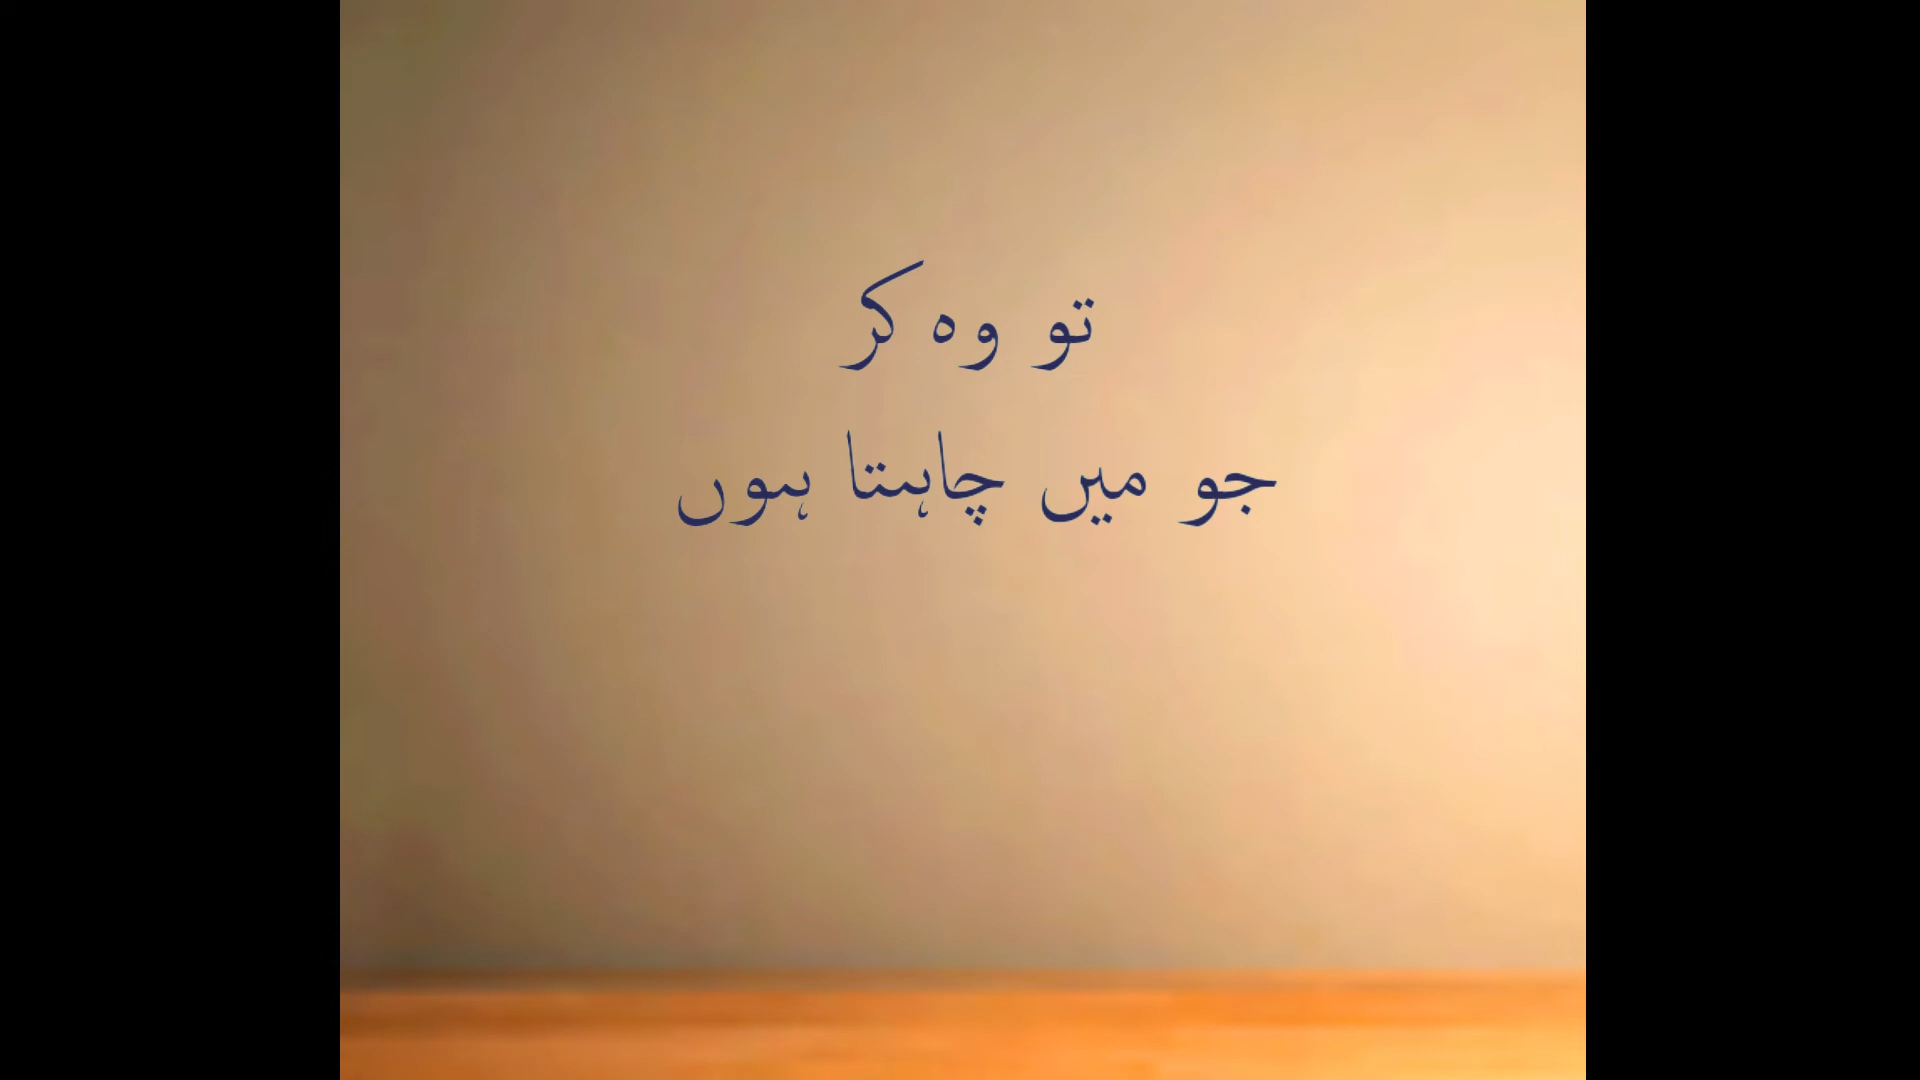 تو وہ کر
جو میں چاہتا ہوں